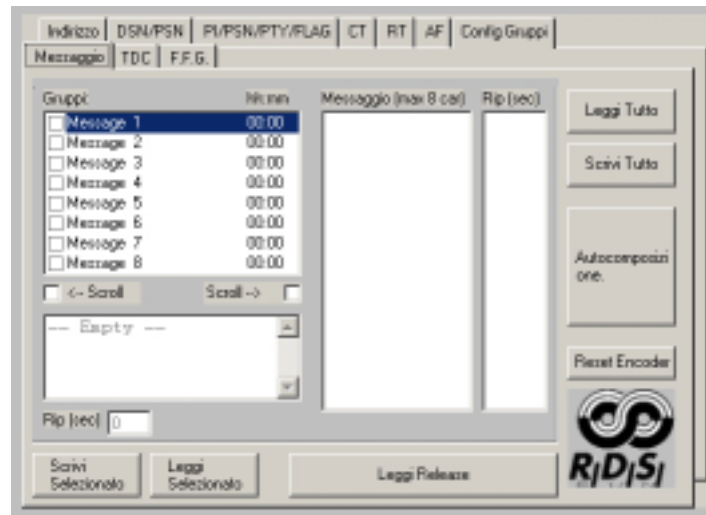 Indirizzo DSN/PSN PI/PSN/PTY/FLAG CT RT AF Config Gruppi
Messaggio TDC F.F.G.
Gruppi: hh:mm
Message 1 00:00
Message 2 00:00
Message 3 00:00
Message 4 00:00
Message 5 00:00
Message 6 00:00
Message 7 00:00
Message 8 00:00
<-- Scroll Scroll -->
-- Empty --
Rip (sec) 0
Messaggio (max 8 car) Rip (sec)
Leggi Tutto
Scrivi Tutto
Autocomposizi
one.
Reset Encoder
Scrivi
Selezionato
Leggi
Selezionato
Leggi Release
R|D|S|